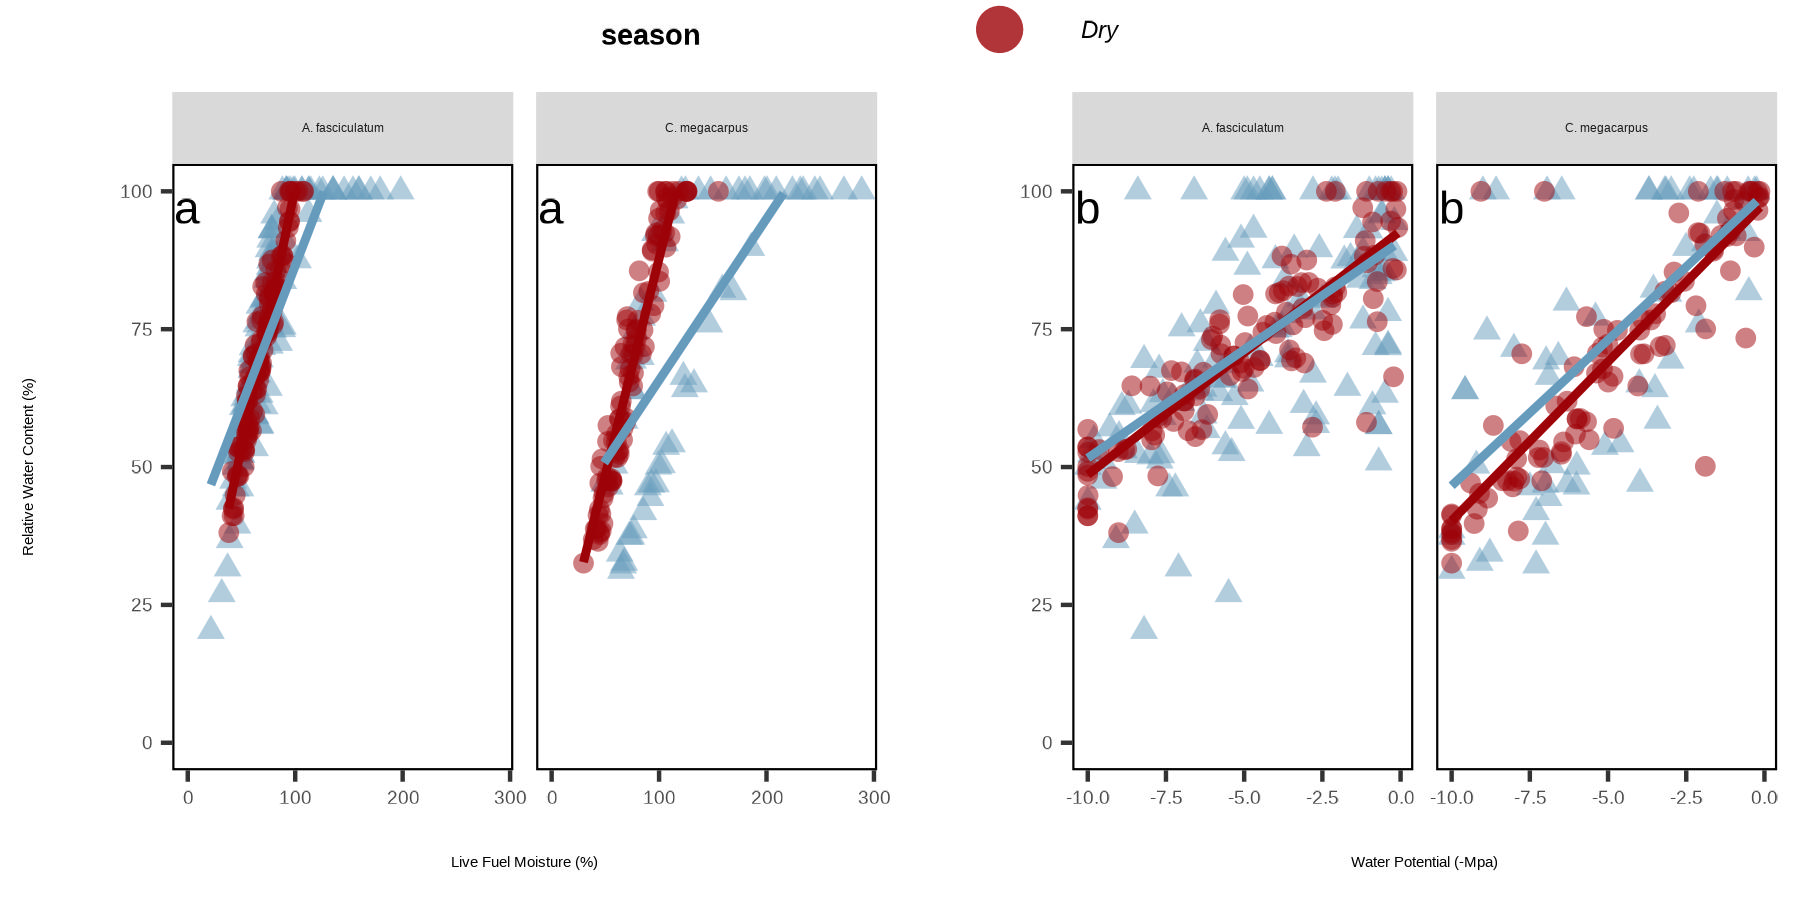 season
Dry
A. fasciculatum
C. megacarpus
A. fasciculatum
C. megacarpus
a
a
b
b
100
75
50
25
0
100
75
50
25
0
0 100 200 300
0 100 200 300
-10.0 -7.5 -5.0 -2.5 0.0
-10.0 -7.5 -5.0 -2.5 0.0
Relative Water Content (%)
Live Fuel Moisture (%)
Water Potential (-Mpa)